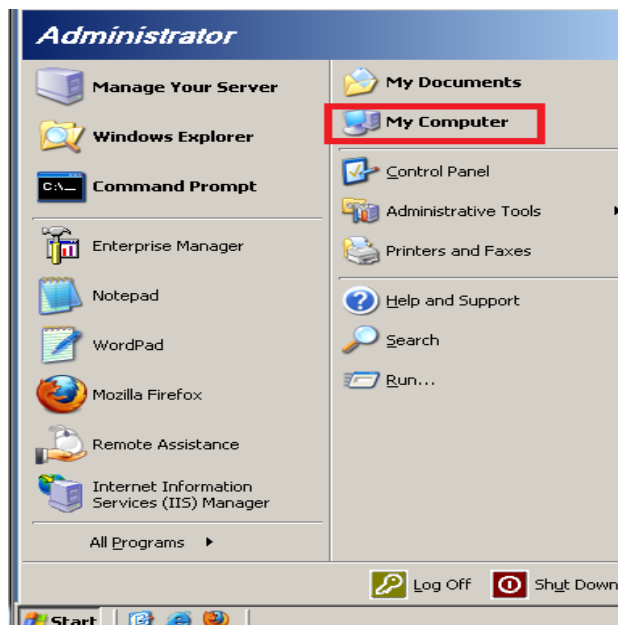 Administrator
Manage Your Server
Windows Explorer
C:\_
Command Prompt
Enterprise Manager
Notepad
WordPad
Mozilla Firefox
Remote Assistance
Internet Information
Services (IIS) Manager
All Programs
My Documents
My Computer
Control Panel
Administrative Tools
Printers and Faxes
Help and Support
Search
Run...
Log Off
Shut Down
Start